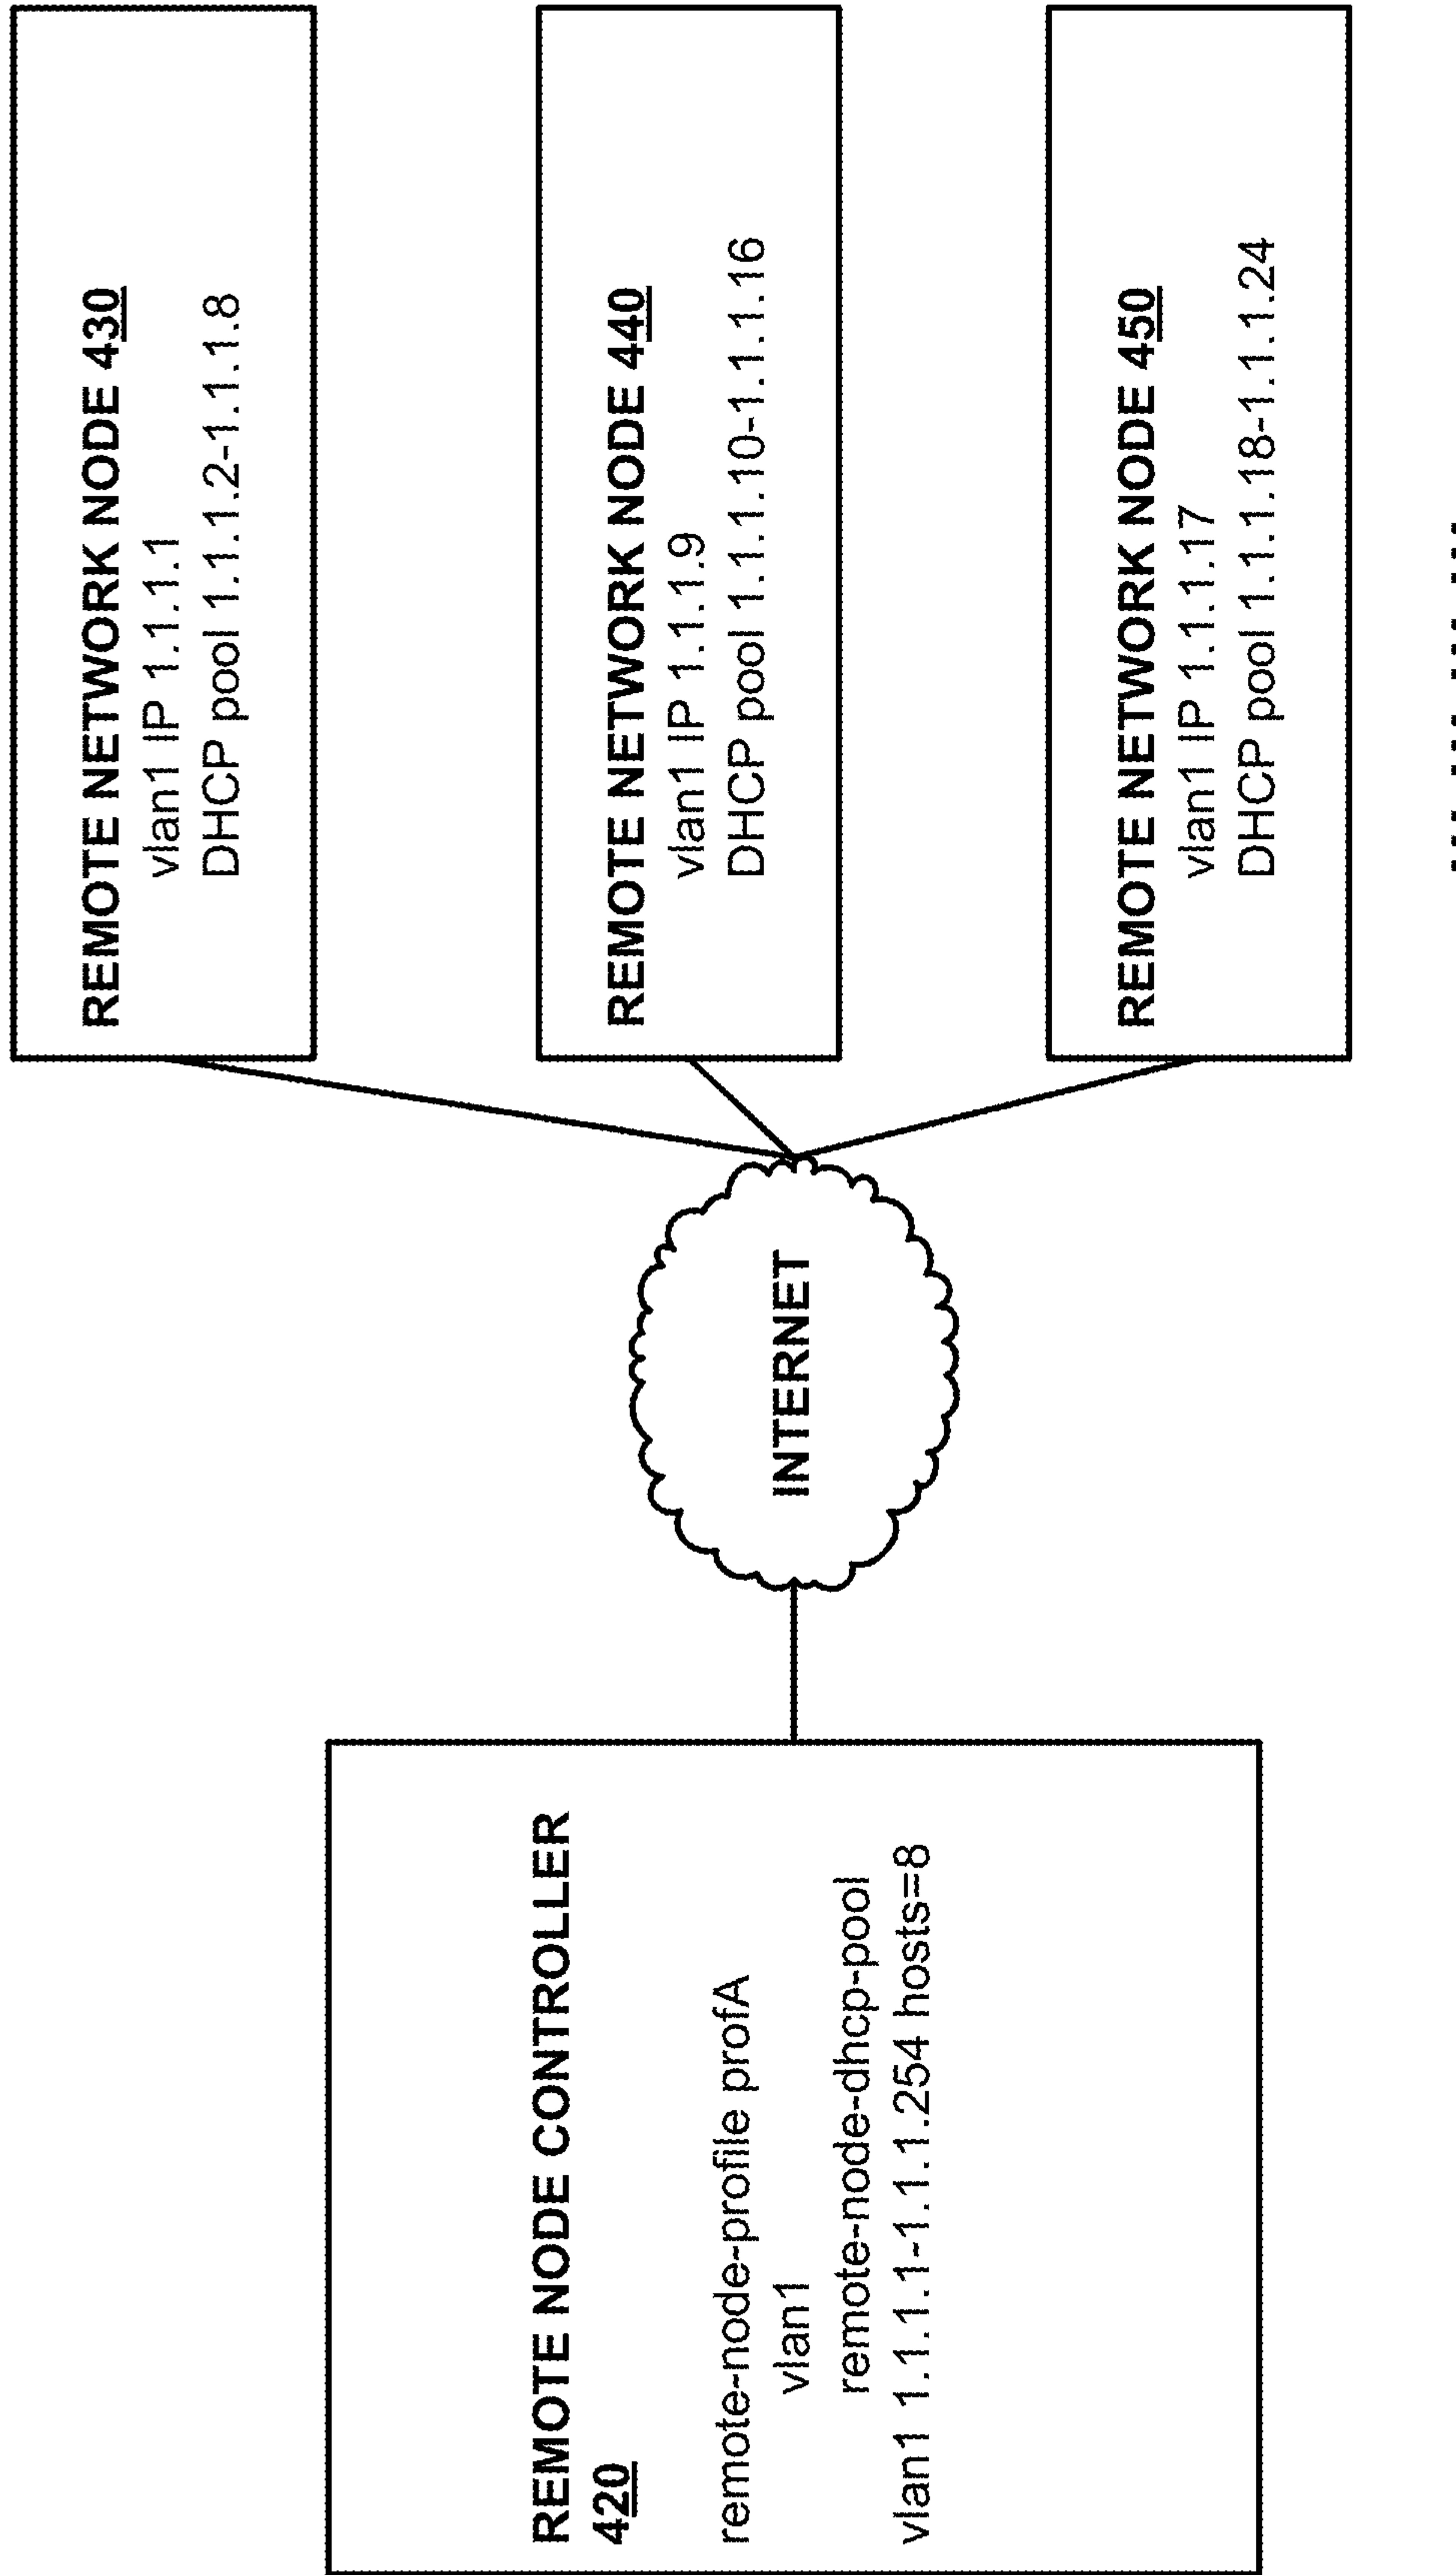 REMOTE NODE CONTROLLER
420
remote-node-profile profA
vlan1
remote-node-dhcp-pool
vlan1 1.1.1.1-1.1.1.254 hosts=8
INTERNET
REMOTE NETWORK NODE 430
vlan1 IP 1.1.1.1
DHCP pool 1.1.1.2-1.1.1.8
REMOTE NETWORK NODE 440
vlan1 IP 1.1.1.9
DHCP pool 1.1.1.10-1.1.1.16
REMOTE NETWORK NODE 450
vlan1 IP 1.1.1.17
DHCP pool 1.1.1.18-1.1.1.24